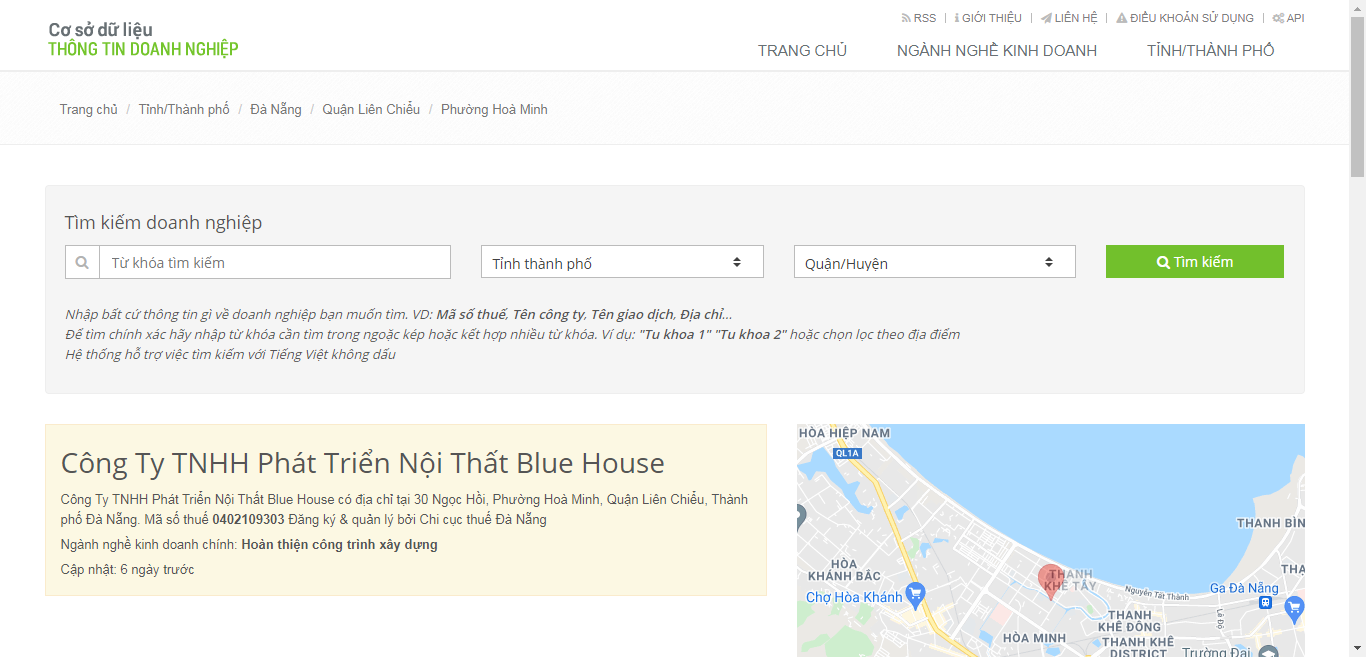 Cơ sở dữ liệu
THÔNG TIN DOANH NGHIỆP
RSS | GIỚI THIỆU | LIÊN HỆ | ĐIỀU KHOẢN SỬ DỤNG | API
TRANG CHỦ NGÀNH NGHỀ KINH DOANH TỈNH/THÀNH PHỐ
Trang chủ / Tỉnh/Thành phố / Đà Nẵng / Quận Liên Chiểu / Phường Hoà Minh
Tìm kiếm doanh nghiệp
Từ khóa tìm kiếm Tỉnh thành phố Quận/Huyện Tìm kiếm
Nhập bất cứ thông tin gì về doanh nghiệp bạn muốn tìm. VD: Mã số thuế, Tên công ty, Tên giao dịch, Địa chỉ...
Để tìm chính xác hãy nhập từ khóa cần tìm trong ngoặc kép hoặc kết hợp nhiều từ khóa. Ví dụ: "Tu khoa 1" "Tu khoa 2" hoặc chọn lọc theo địa điểm
Hệ thống hỗ trợ việc tìm kiếm với Tiếng Việt không dấu
Công Ty TNHH Phát Triển Nội Thất Blue House
Công Ty TNHH Phát Triển Nội Thất Blue House có địa chỉ tại 30 Ngọc Hồi, Phường Hoà Minh, Quận Liên Chiểu, Thành
phố Đà Nẵng. Mã số thuế 0402109303 Đăng ký & quản lý bởi Chi cục thuế Đà Nẵng
Ngành nghề kinh doanh chính: Hoàn thiện công trình xây dựng
Cập nhật: 6 ngày trước
HÒA HIỆP NAM
QL1A
THANH BÌN
HÒA
KHÁNH BẮC
THANH
KHÊ TÂY
THẠ
Chợ Hòa Khánh
Nguyễn Tất Thành
Ga Đà Nẵng
Lê Độ
THANH
KHÊ ĐÔNG
HÒA MINH
THANH KHÊ
DISTRICT
Trường Đại